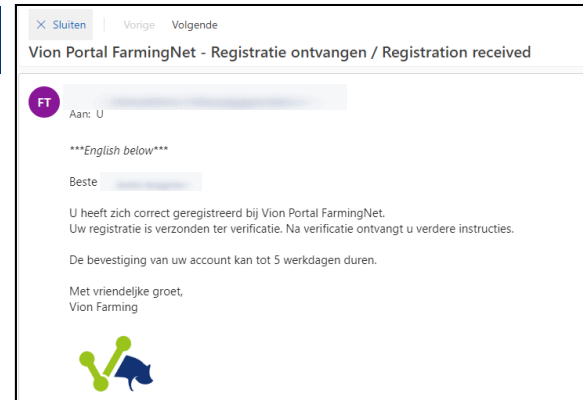 Sluiten Vorige Volgende
Vion Portal FarmingNet - Registratie ontvangen / Registration received
FT
Aan: U
***English below***
Beste
U heeft zich correct geregistreerd bij Vion Portal FarmingNet.
Uw registratie is verzonden ter verificatie. Na verificatie ontvangt u verdere instructies.
De bevestiging van uw account kan tot 5 werkdagen duren.
Met vriendelijke groet,
Vion Farming